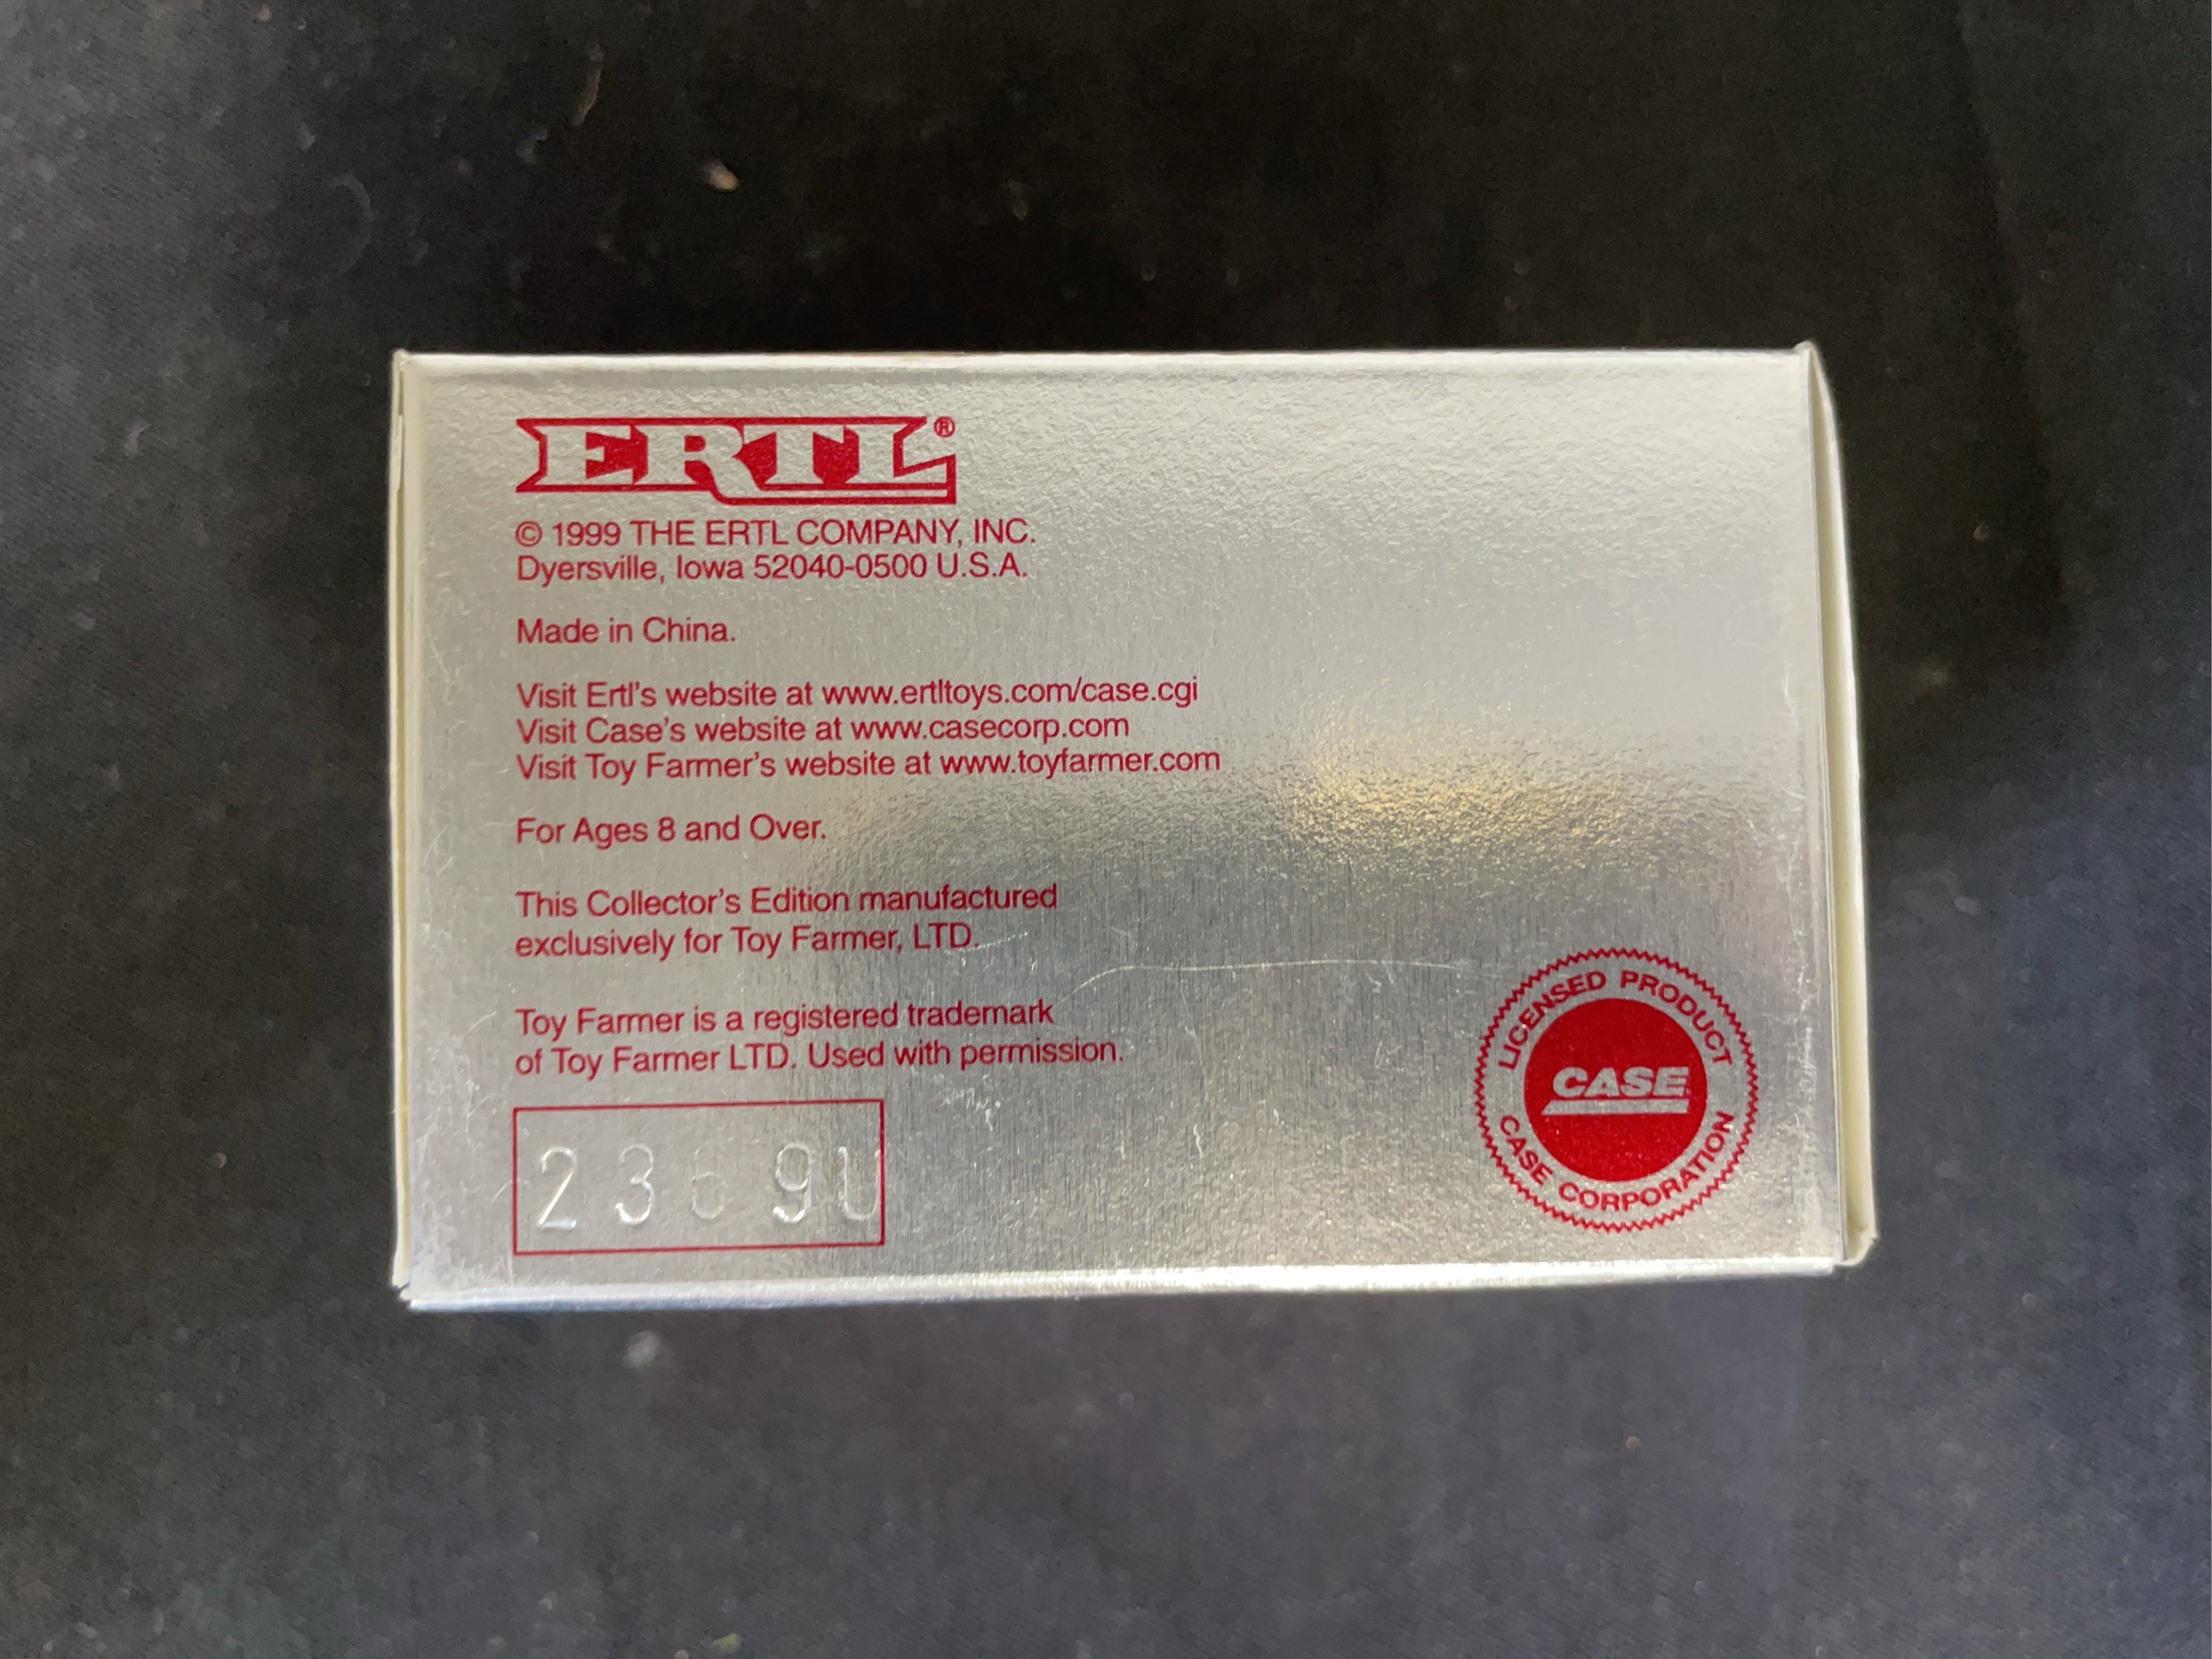 ERTL®
© 1999 THE ERTL COMPANY, INC.
Dyersville, Iowa 52040-0500 U.S.A.
Made in China.
Visit Ertl's website at www.ertltoys.com/case.cgi
Visit Case's website at www.casecorp.com
Visit Toy Farmer's website at www.toyfarmer.com
For Ages 8 and Over.
This Collector's Edition manufactured
exclusively for Toy Farmer, LTD.
Toy Farmer is a registered trademark
of Toy Farmer LTD. Used with permission.
LICENSED PRODUCT
CASE
CASE CORPORATION